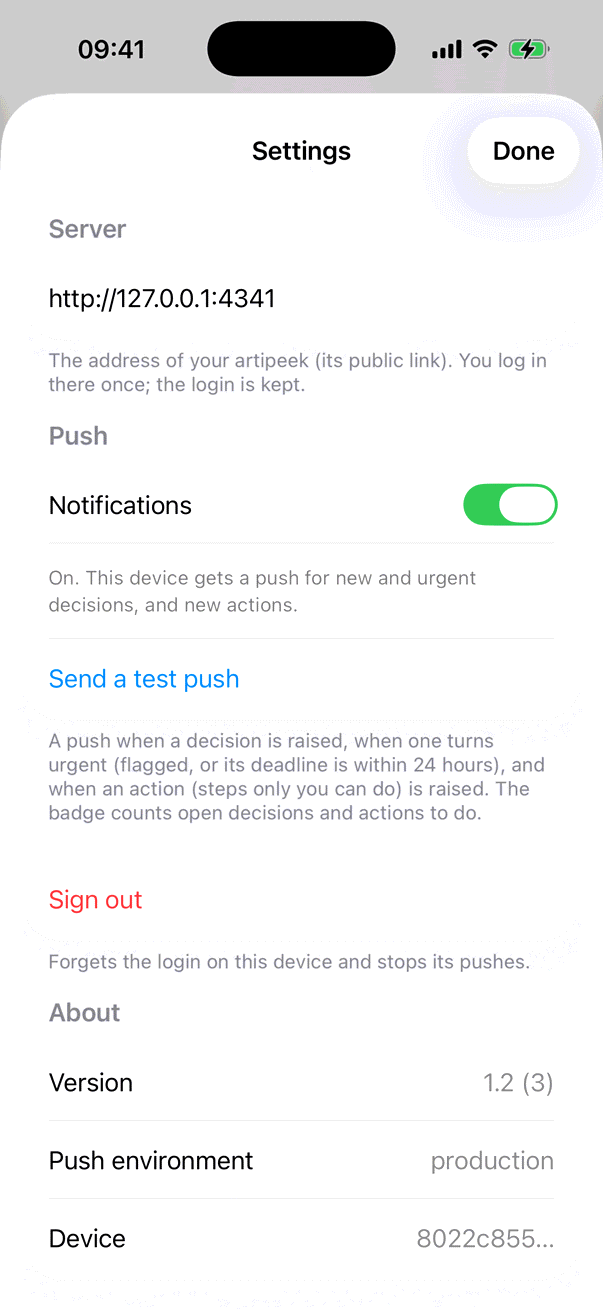 09:41
Settings
Done
Server
http://127.0.0.1:4341
The address of your artipeek (its public link). You log in
there once; the login is kept.
Push
Notifications
On. This device gets a push for new and urgent
decisions, and new actions.
Send a test push
A push when a decision is raised, when one turns
urgent (flagged, or its deadline is within 24 hours), and
when an action (steps only you can do) is raised. The
badge counts open decisions and actions to do.
Sign out
Forgets the login on this device and stops its pushes.
About
Version 1.2 (3)
Push environment production
Device 8022c855...